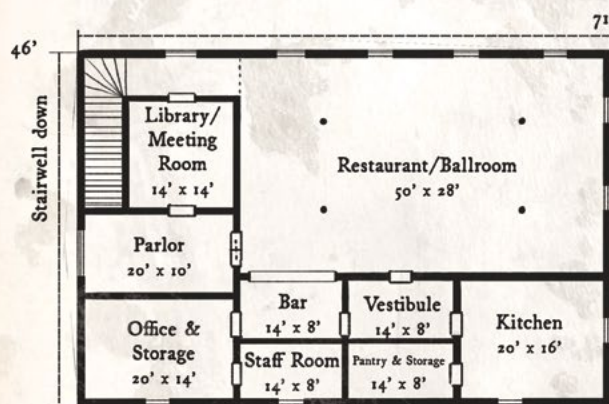 71
46'
Stairwell down
Library/
Meeting
Room
14' x 14'
Restaurant/Ballroom
50' x 28'
Parlor
20' x 10'
Bar
14' x 8'
Vestibule
14' x 8'
Kitchen
20' x 16'
Office &
Storage
20' x 14'
Staff Room
14' x 8'
Pantry & Storage
14' x 8'